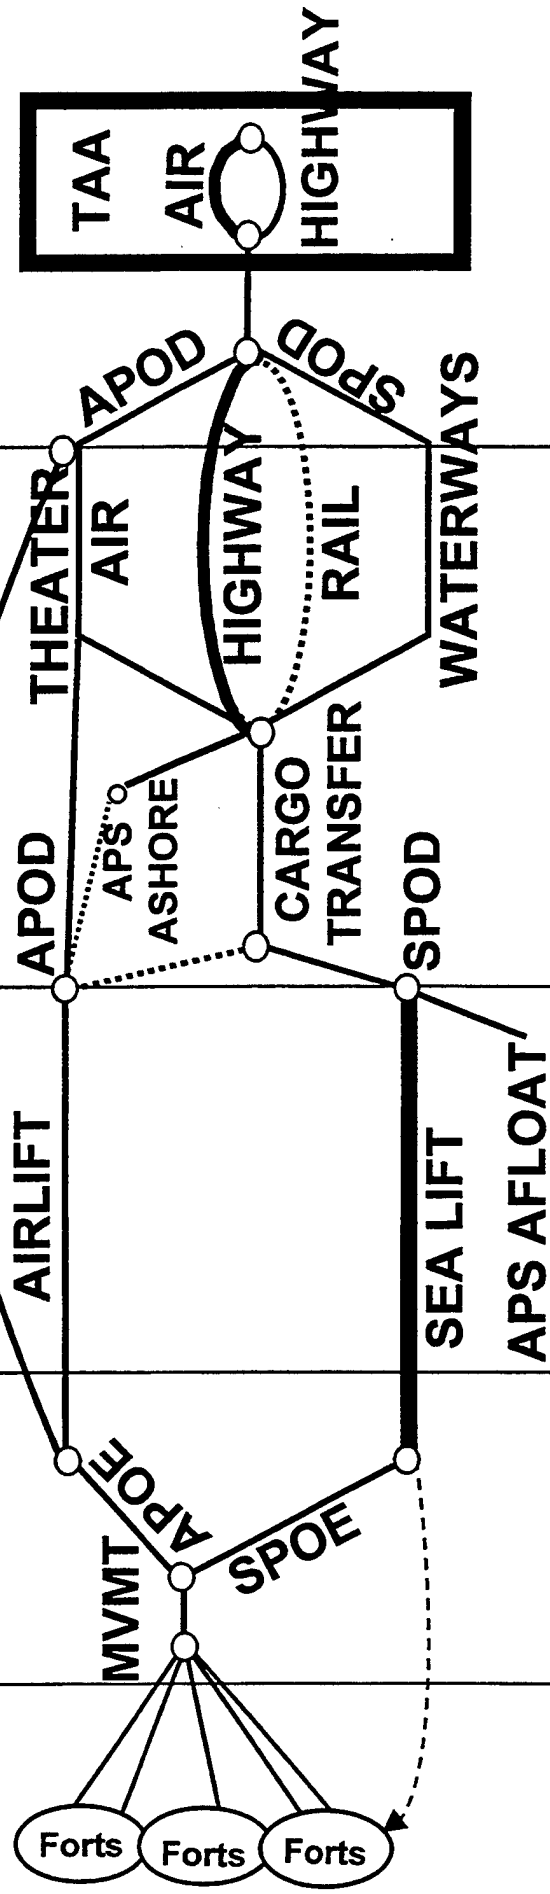 TAA
AIR
HIGHWAY
APOD
SPOD
THEATER
AIR
HIGHWAY
RAIL
WATERWAYS
APOD
APS
ASHORE
CARGO
TRANSFER
SPOD
AIRLIFT
SEA LIFT
APS AFLOAT
APOE
MVMT
SPOE
Forts
Forts
Forts